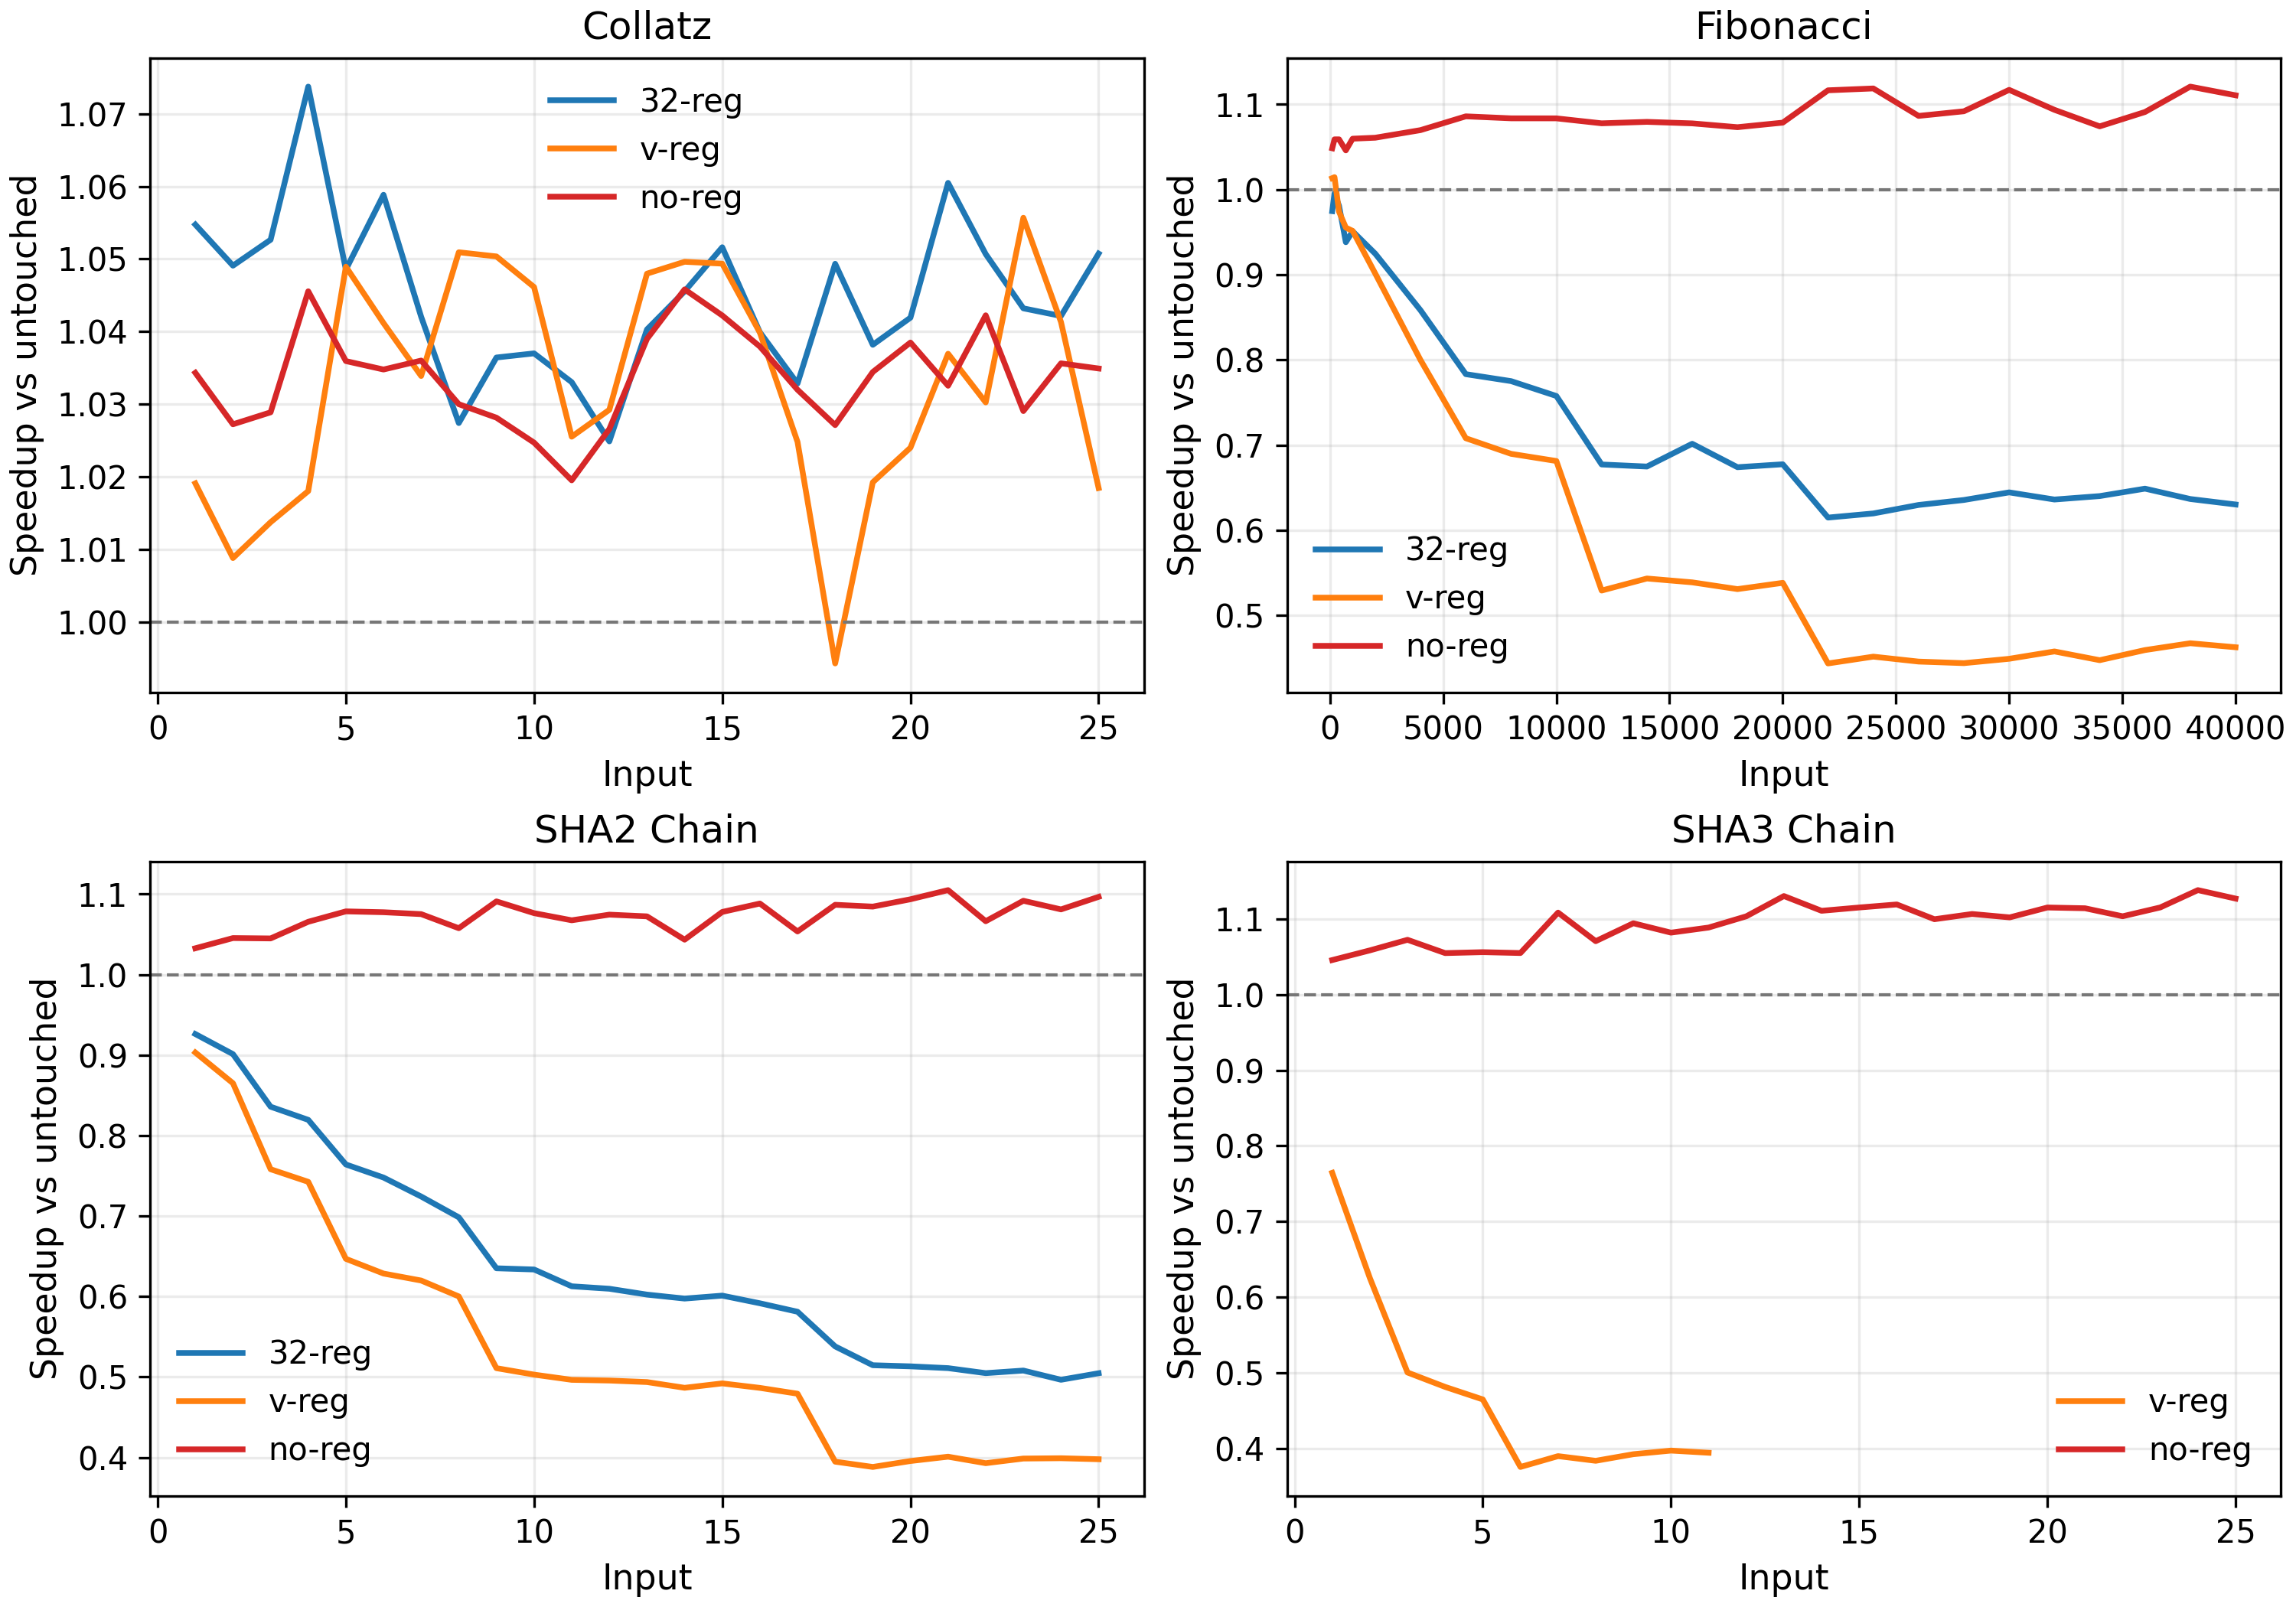 Collatz
Speedup vs untouched
1.07
1.06
1.05
1.04
1.03
1.02
1.01
1.00
32-reg
v-reg
no-reg
0 5 10 15 20 25
Input
Fibonacci
Speedup vs untouched
1.1
1.0
0.9
0.8
0.7
0.6
0.5
32-reg
v-reg
no-reg
0 5000 10000 15000 20000 25000 30000 35000 40000
Input
SHA2 Chain
Speedup vs untouched
1.1
1.0
0.9
0.8
0.7
0.6
0.5
0.4
32-reg
v-reg
no-reg
0 5 10 15 20 25
Input
SHA3 Chain
Speedup vs untouched
1.1
1.0
0.9
0.8
0.7
0.6
0.5
0.4
v-reg
no-reg
0 5 10 15 20 25
Input